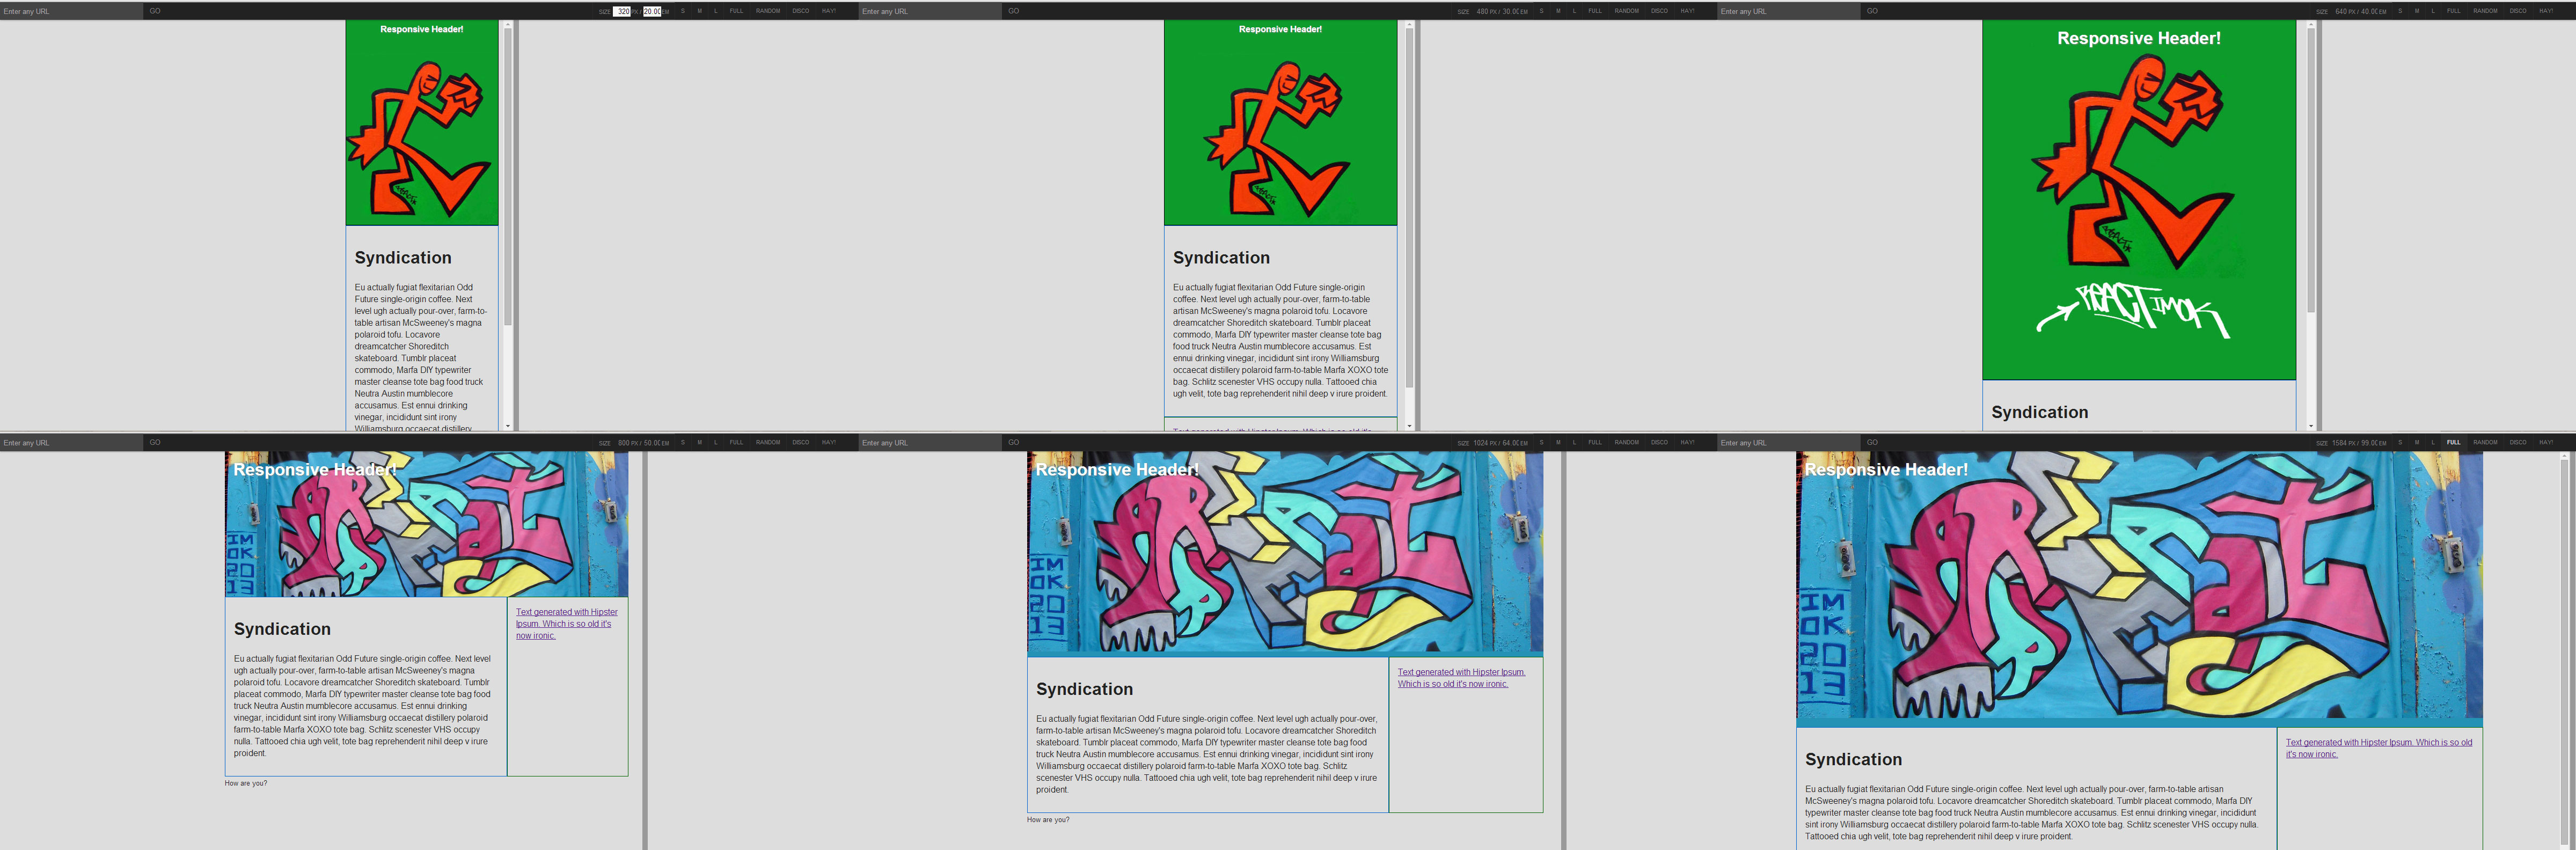 Enter any URL GO SIZE 320 PX / 20.00 EM S M L FULL RANDOM DISCO HAY!
Responsive Header!
Syndication
Eu actually fugiat flexitarian Odd
Future single-origin coffee. Next
level ugh actually pour-over, farm-to-
table artisan McSweeney's magna
polaroid tofu. Locavore
dreamcatcher Shoreditch
skateboard. Tumblr placeat
commodo, Marfa DIY typewriter
master cleanse tote bag food truck
Neutra Austin mumblecore
accusamus. Est ennui drinking
vinegar, incididunt sint irony
Williamsburg occaecat distillery
Enter any URL GO SIZE 480 PX / 30.00 EM S M L FULL RANDOM DISCO HAY!
Responsive Header!
Syndication
Eu actually fugiat flexitarian Odd Future single-origin
coffee. Next level ugh actually pour-over, farm-to-table
artisan McSweeney's magna polaroid tofu. Locavore
dreamcatcher Shoreditch skateboard. Tumblr placeat
commodo, Marfa DIY typewriter master cleanse tote bag
food truck Neutra Austin mumblecore accusamus. Est
ennui drinking vinegar, incididunt sint irony Williamsburg
occaecat distillery polaroid farm-to-table Marfa XOXO tote
bag. Schlitz scenester VHS occupy nulla. Tattooed chia
ugh velit, tote bag reprehenderit nihil deep v irure proident.
Text generated with Hipster Ipsum. Which is so old it's
Enter any URL GO SIZE 640 PX / 40.00 EM S M L FULL RANDOM DISCO HAY!
Responsive Header!
REACT IMOK
Syndication
Enter any URL GO SIZE 800 PX / 50.00 EM S M L FULL RANDOM DISCO HAY!
Responsive Header!
IM
OK
20
13
Syndication
Eu actually fugiat flexitarian Odd Future single-origin coffee. Next level
ugh actually pour-over, farm-to-table artisan McSweeney's magna
polaroid tofu. Locavore dreamcatcher Shoreditch skateboard. Tumblr
placeat commodo, Marfa DIY typewriter master cleanse tote bag food
truck Neutra Austin mumblecore accusamus. Est ennui drinking
vinegar, incididunt sint irony Williamsburg occaecat distillery polaroid
farm-to-table Marfa XOXO tote bag. Schlitz scenester VHS occupy
nulla. Tattooed chia ugh velit, tote bag reprehenderit nihil deep v irure
proident.
Text generated with Hipster
Ipsum. Which is so old it's
now ironic.
How are you?
Enter any URL GO SIZE 1024 PX / 64.00 EM S M L FULL RANDOM DISCO HAY!
Responsive Header!
IM
OK
20
13
Syndication
Eu actually fugiat flexitarian Odd Future single-origin coffee. Next level ugh actually pour-over,
farm-to-table artisan McSweeney's magna polaroid tofu. Locavore dreamcatcher Shoreditch
skateboard. Tumblr placeat commodo, Marfa DIY typewriter master cleanse tote bag food
truck Neutra Austin mumblecore accusamus. Est ennui drinking vinegar, incididunt sint irony
Williamsburg occaecat distillery polaroid farm-to-table Marfa XOXO tote bag. Schlitz
scenester VHS occupy nulla. Tattooed chia ugh velit, tote bag reprehenderit nihil deep v irure
proident.
Text generated with Hipster Ipsum.
Which is so old it's now ironic.
How are you?
Enter any URL GO SIZE 1584 PX / 99.00 EM S M L FULL RANDOM DISCO HAY!
Responsive Header!
IM
OK
20
13
Syndication
Eu actually fugiat flexitarian Odd Future single-origin coffee. Next level ugh actually pour-over, farm-to-table artisan
McSweeney's magna polaroid tofu. Locavore dreamcatcher Shoreditch skateboard. Tumblr placeat commodo, Marfa DIY
typewriter master cleanse tote bag food truck Neutra Austin mumblecore accusamus. Est ennui drinking vinegar, incididunt
sint irony Williamsburg occaecat distillery polaroid farm-to-table Marfa XOXO tote bag. Schlitz scenester VHS occupy nulla.
Tattooed chia ugh velit, tote bag reprehenderit nihil deep v irure proident.
Text generated with Hipster Ipsum. Which is so old
it's now ironic.